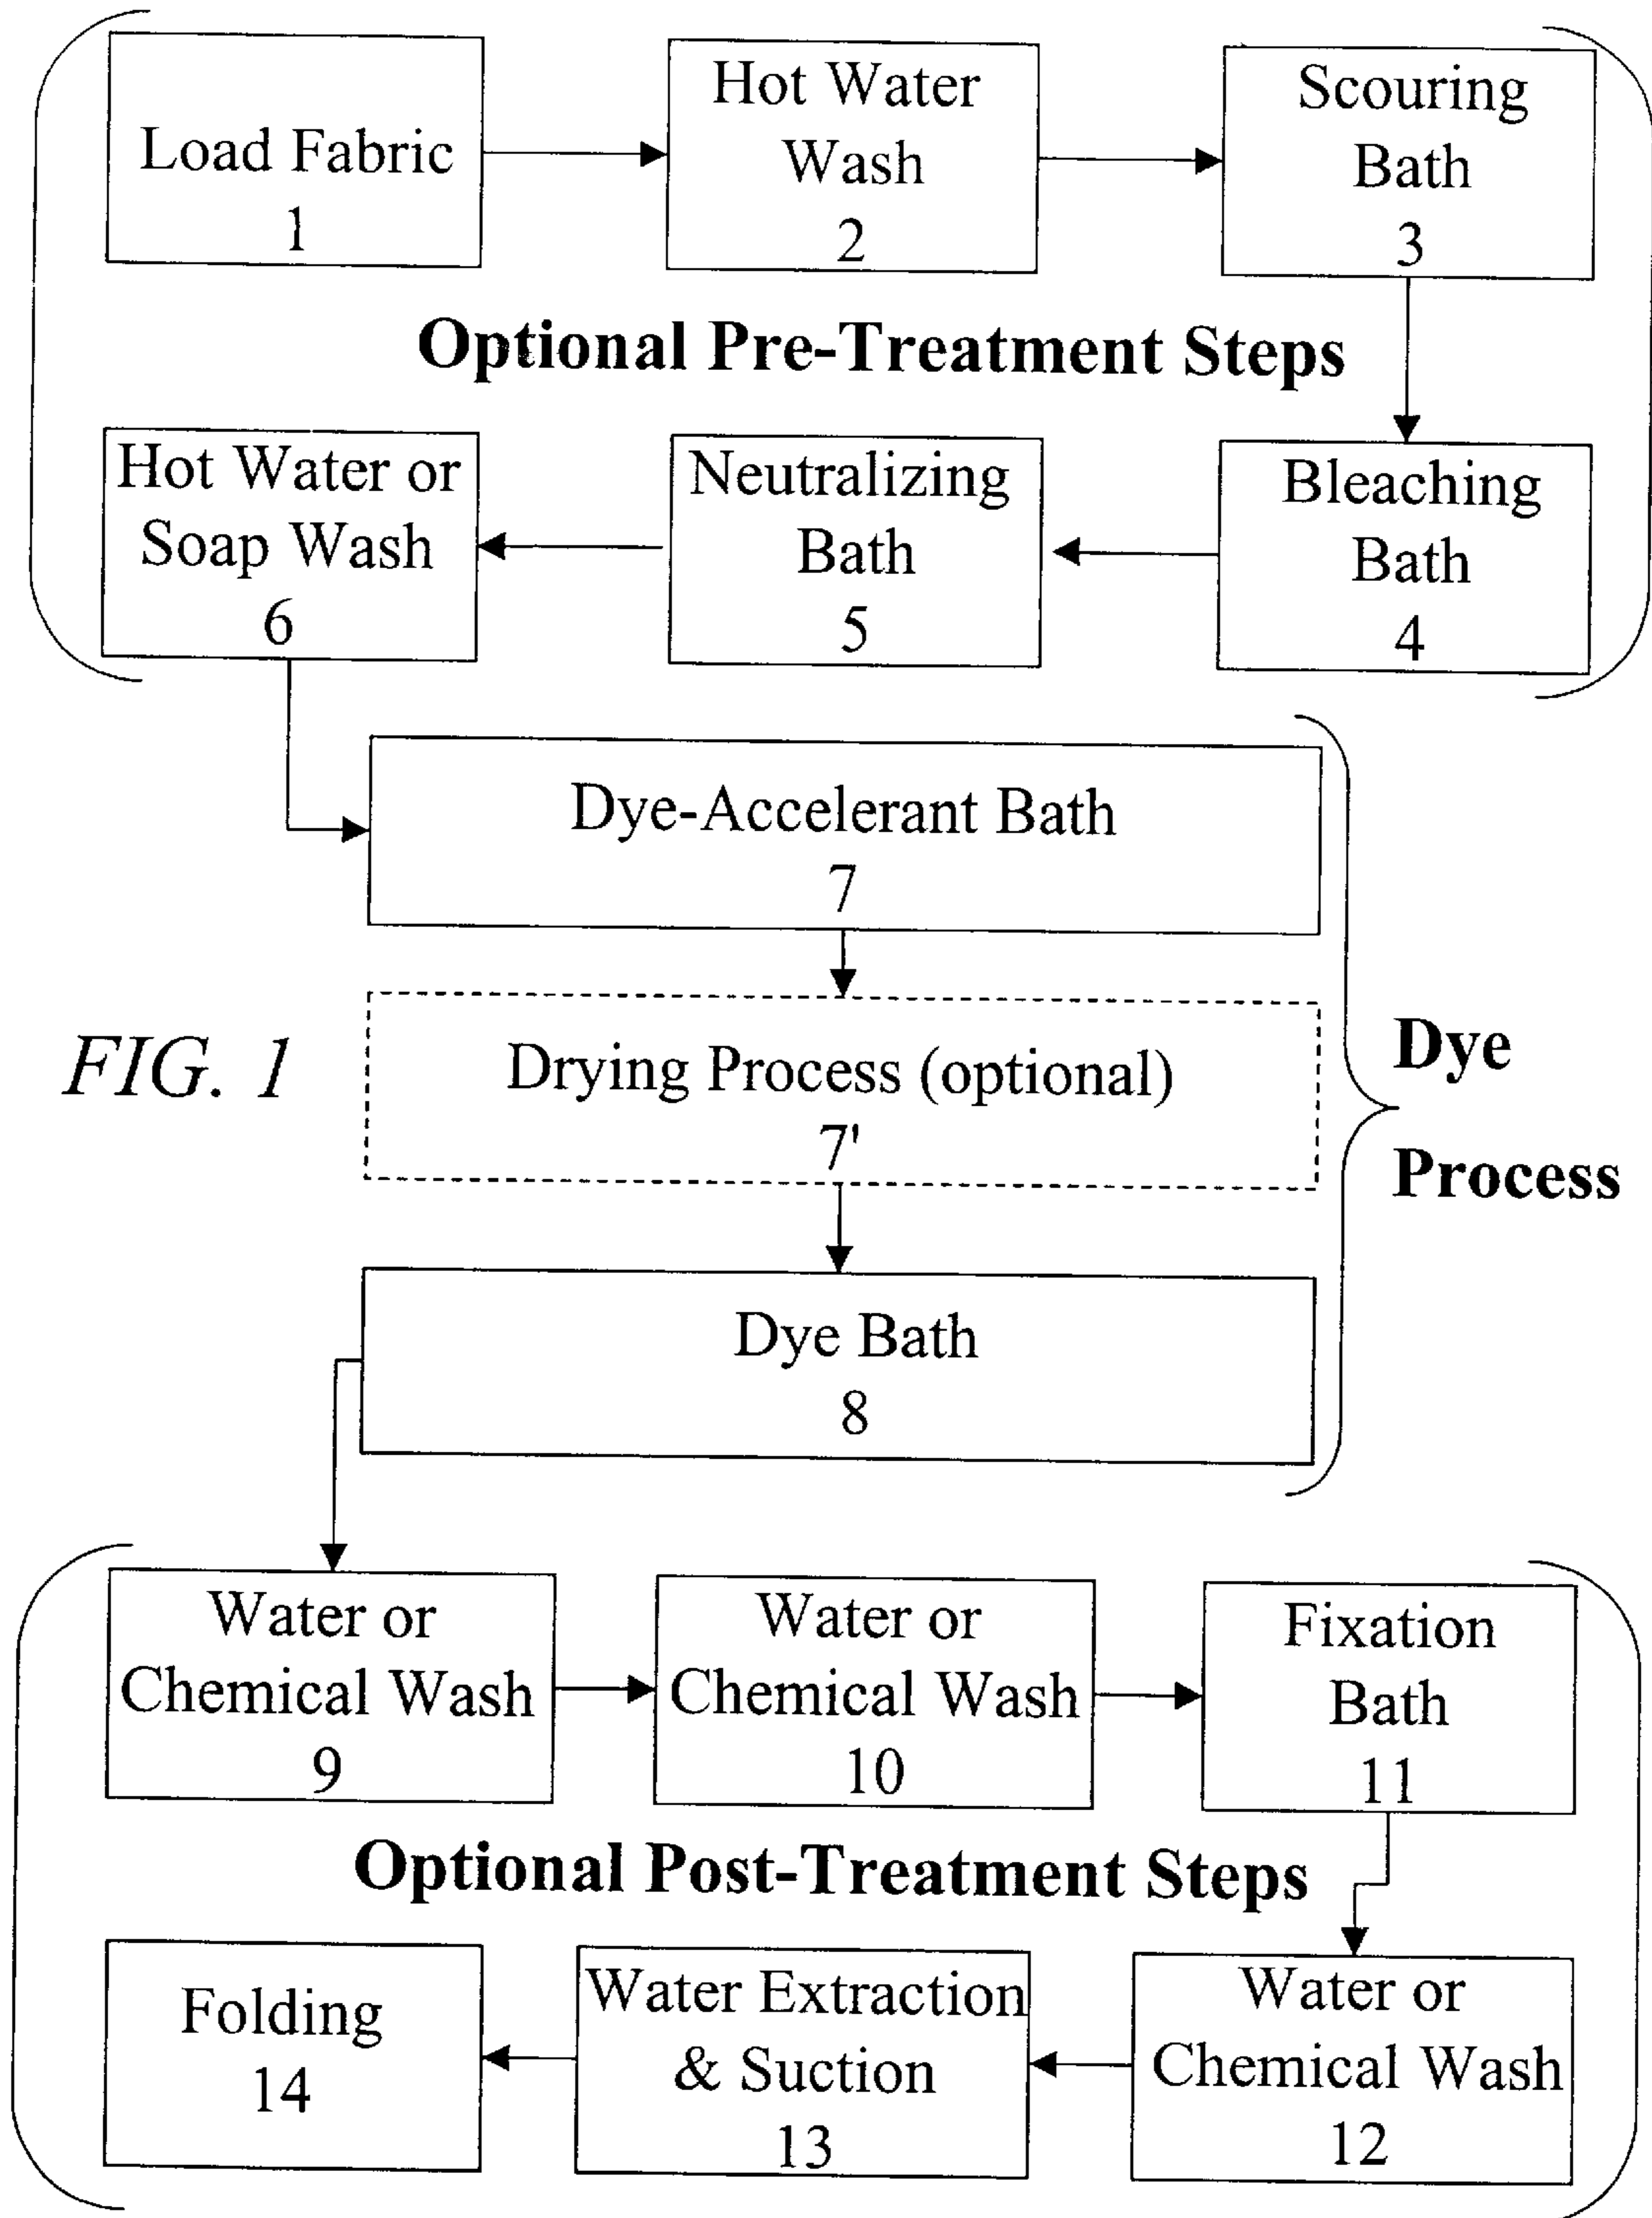 Load Fabric
1
Hot Water
Wash
2
Scouring
Bath
3
Optional Pre-Treatment Steps
Hot Water or
Soap Wash
6
Neutralizing
Bath
5
Bleaching
Bath
4
Dye-Accelerant Bath
7
FIG. 1
Drying Process (optional)
7'
Dye
Process
Dye Bath
8
Water or
Chemical Wash
9
Water or
Chemical Wash
10
Fixation
Bath
11
Optional Post-Treatment Steps
Folding
14
Water Extraction
& Suction
13
Water or
Chemical Wash
12